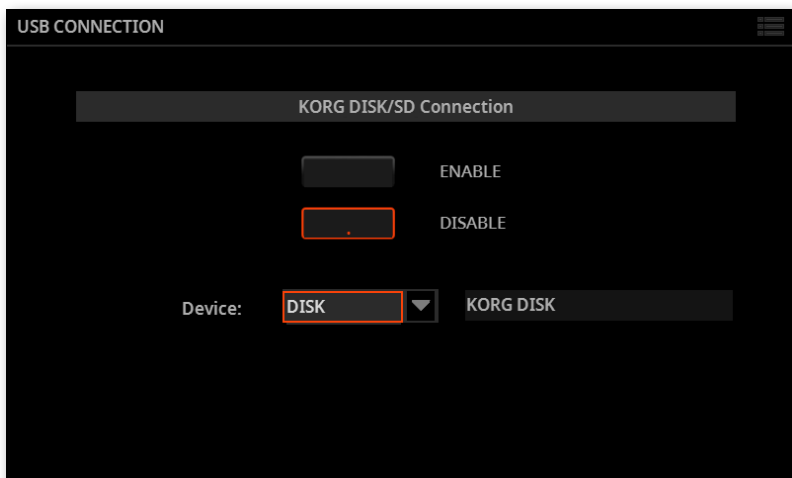 USB CONNECTION
KORG DISK/SD Connection
ENABLE
DISABLE
Device: DISK KORG DISK